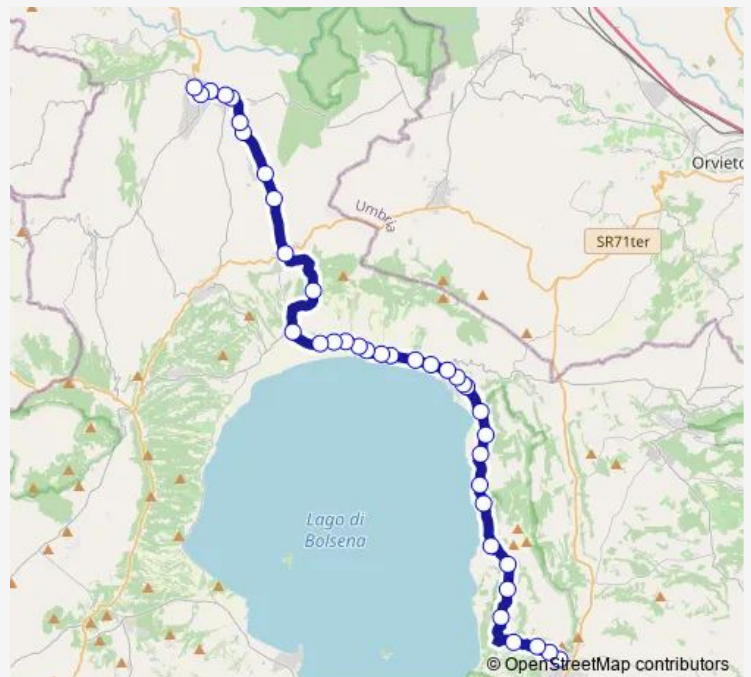 Orvieto
Umbria
SR71ter
Lago di
Bolsena
© OpenStreetMap contributors